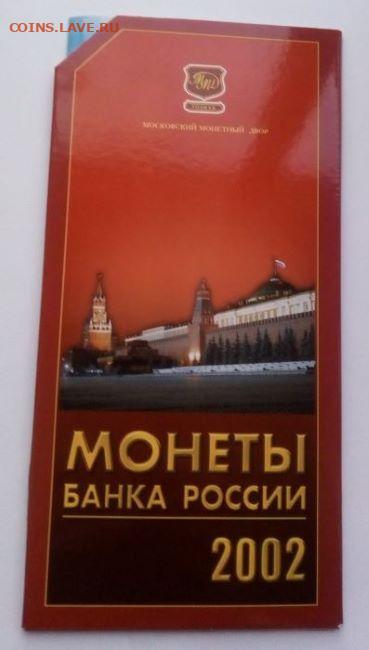 COINS.LAVE.RU
МОСКОВСКИЙ МОНЕТНЫЙ ДВОР
МОНЕТЫ
БАНКА РОССИИ
2002